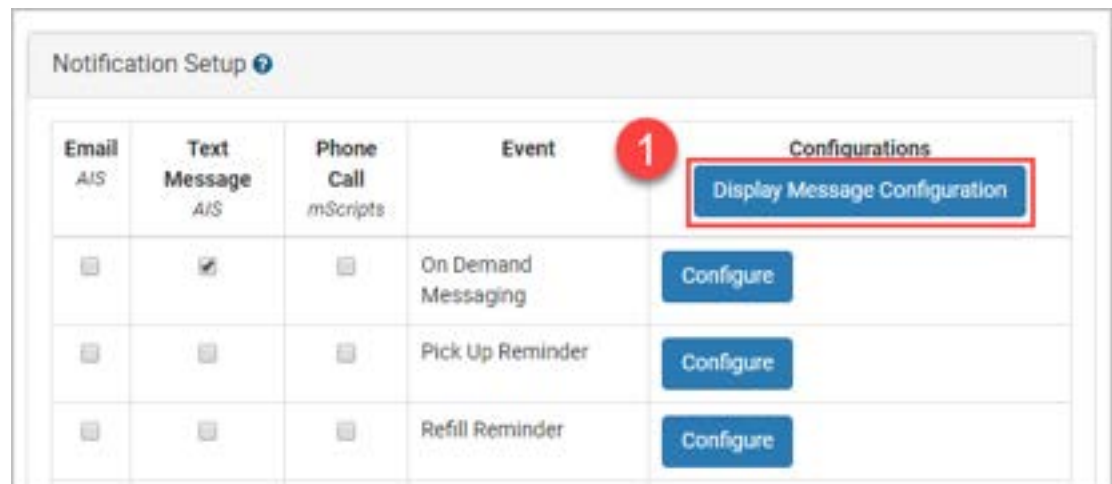 Notification Setup ?
Email
AIS
Text
Message
AIS
Phone
Call
mScripts
Event
1
Configurations
Display Message Configuration
On Demand
Messaging
Configure
Pick Up Reminder
Configure
Refill Reminder
Configure